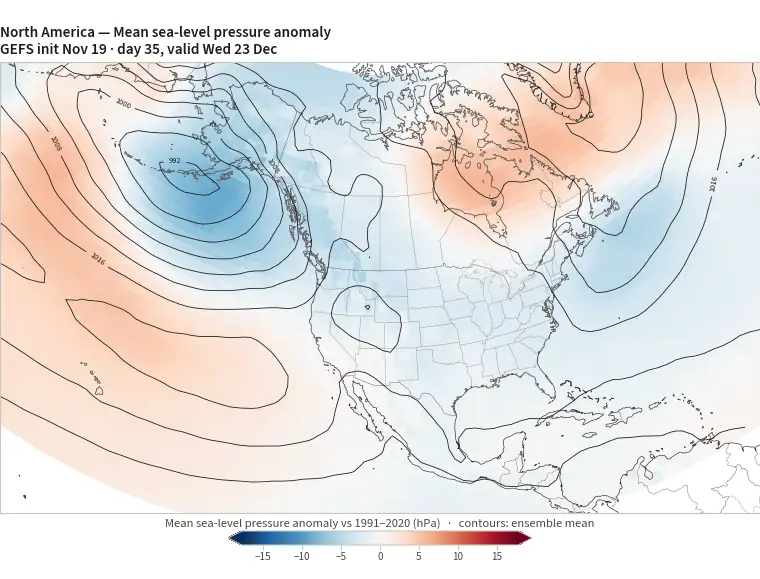 North America — Mean sea-level pressure anomaly
GEFS init Nov 19 · day 35, valid Wed 23 Dec
1000
1008
992
1016
1016
Mean sea-level pressure anomaly vs 1991–2020 (hPa) · contours: ensemble mean
−15 −10 −5 0 5 10 15